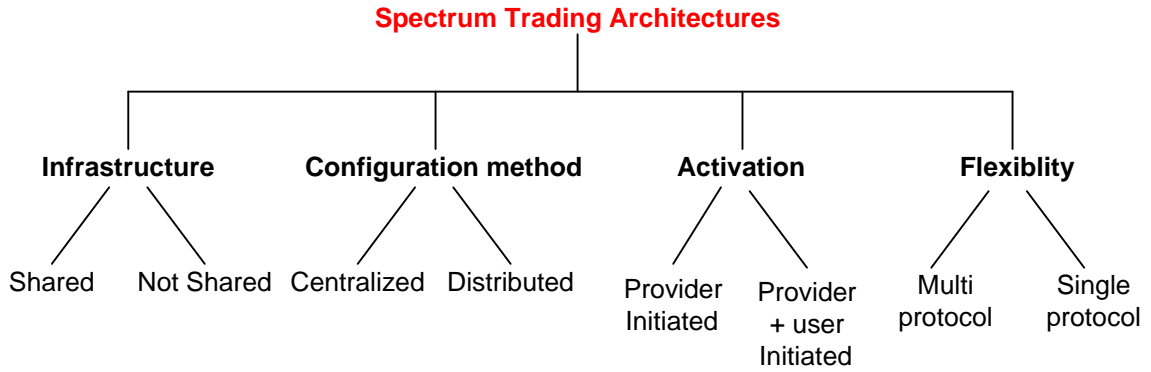 Spectrum Trading Architectures
Infrastructure
Configuration method
Activation
Flexiblity
Shared
Not Shared
Centralized
Distributed
Provider
Initiated
Provider
+ user
Initiated
Multi
protocol
Single
protocol